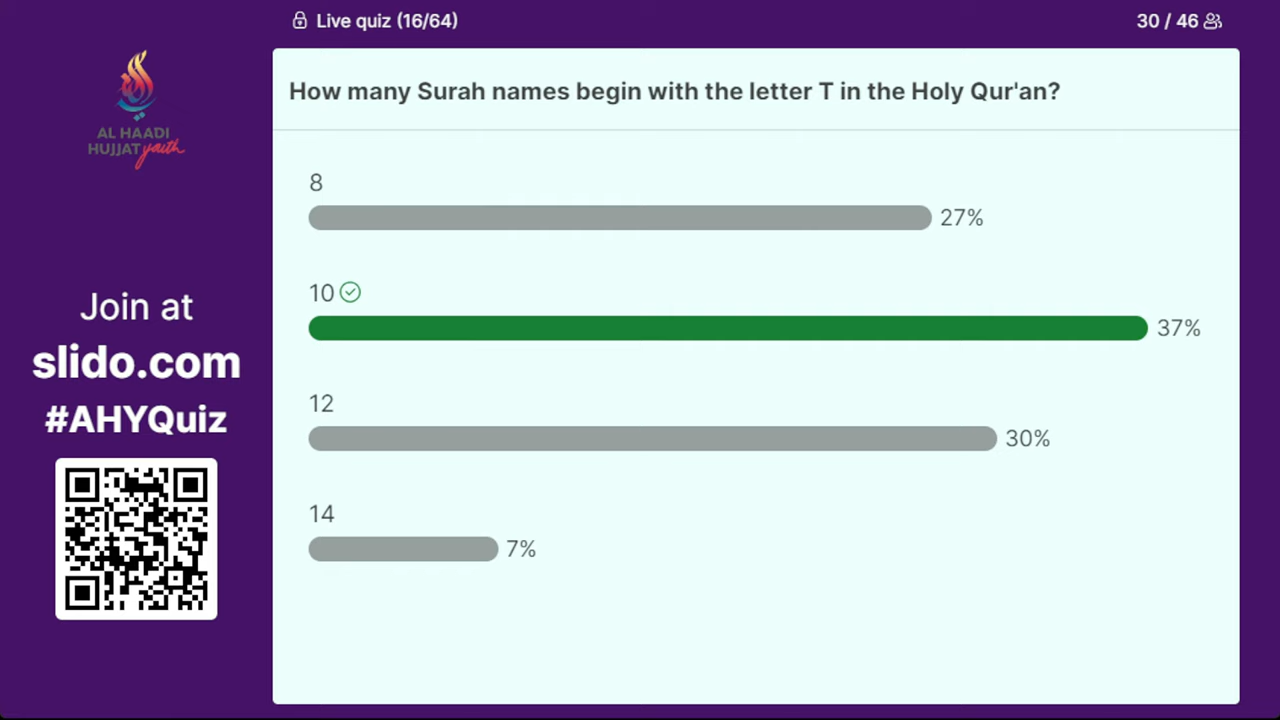 Live quiz (16/64)
30 / 46
AL HAADI
HUJJAT youth
Join at
slido.com
#AHYQuiz
How many Surah names begin with the letter T in the Holy Qur'an?
8
27%
10
37%
12
30%
14
7%